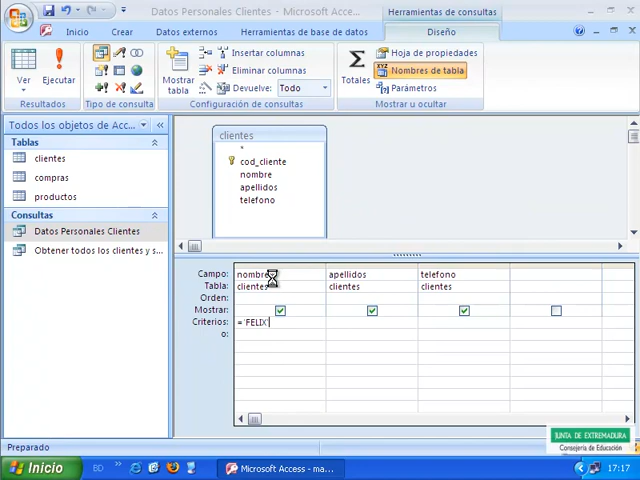 Datos Personales Clientes - Microsoft Access...
Herramientas de consultas
Inicio
Crear
Datos externos
Herramientas de base de datos
Diseño
Ver
Ejecutar
Resultados
Tipo de consulta
Mostrar tabla
Insertar columnas
Eliminar columnas
Devuelve: Todo
Configuración de consultas
Totales
Hoja de propiedades
Nombres de tabla
Parámetros
Mostrar u ocultar
Todos los objetos de Acc...
Tablas
clientes
compras
productos
Consultas
Datos Personales Clientes
Obtener todos los clientes y s...
clientes
*
cod_cliente
nombre
apellidos
telefono
Campo: nombre apellidos telefono
Tabla: clientes clientes clientes
Orden:
Mostrar:
Criterios: ='FELIX'
o:
JUNTA DE EXTREMADURA
Consejería de Educación
Preparado
Inicio
BD
Microsoft Access - ma...
17:17